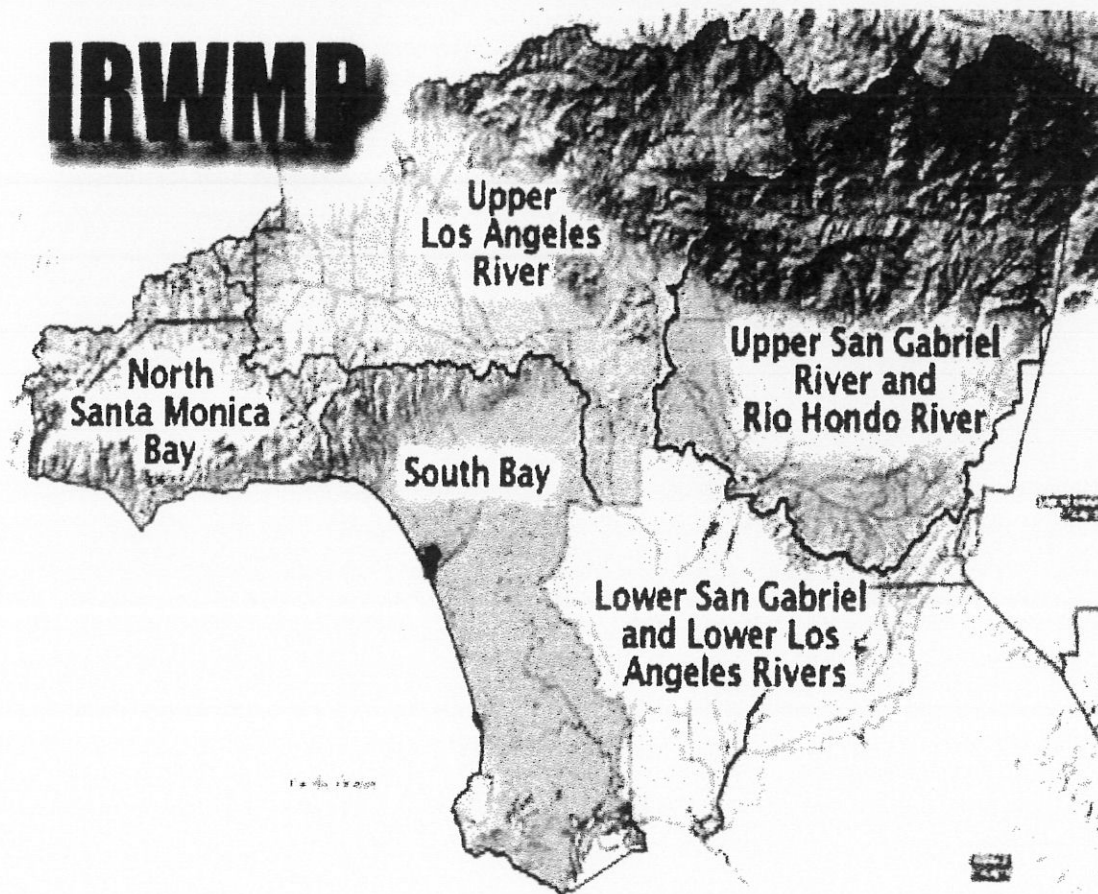 IRWMP
Upper
Los Angeles
River
North
Santa Monica
Bay
South Bay
Upper San Gabriel
River and
Rio Hondo River
Lower San Gabriel
and Lower Los
Angeles Rivers